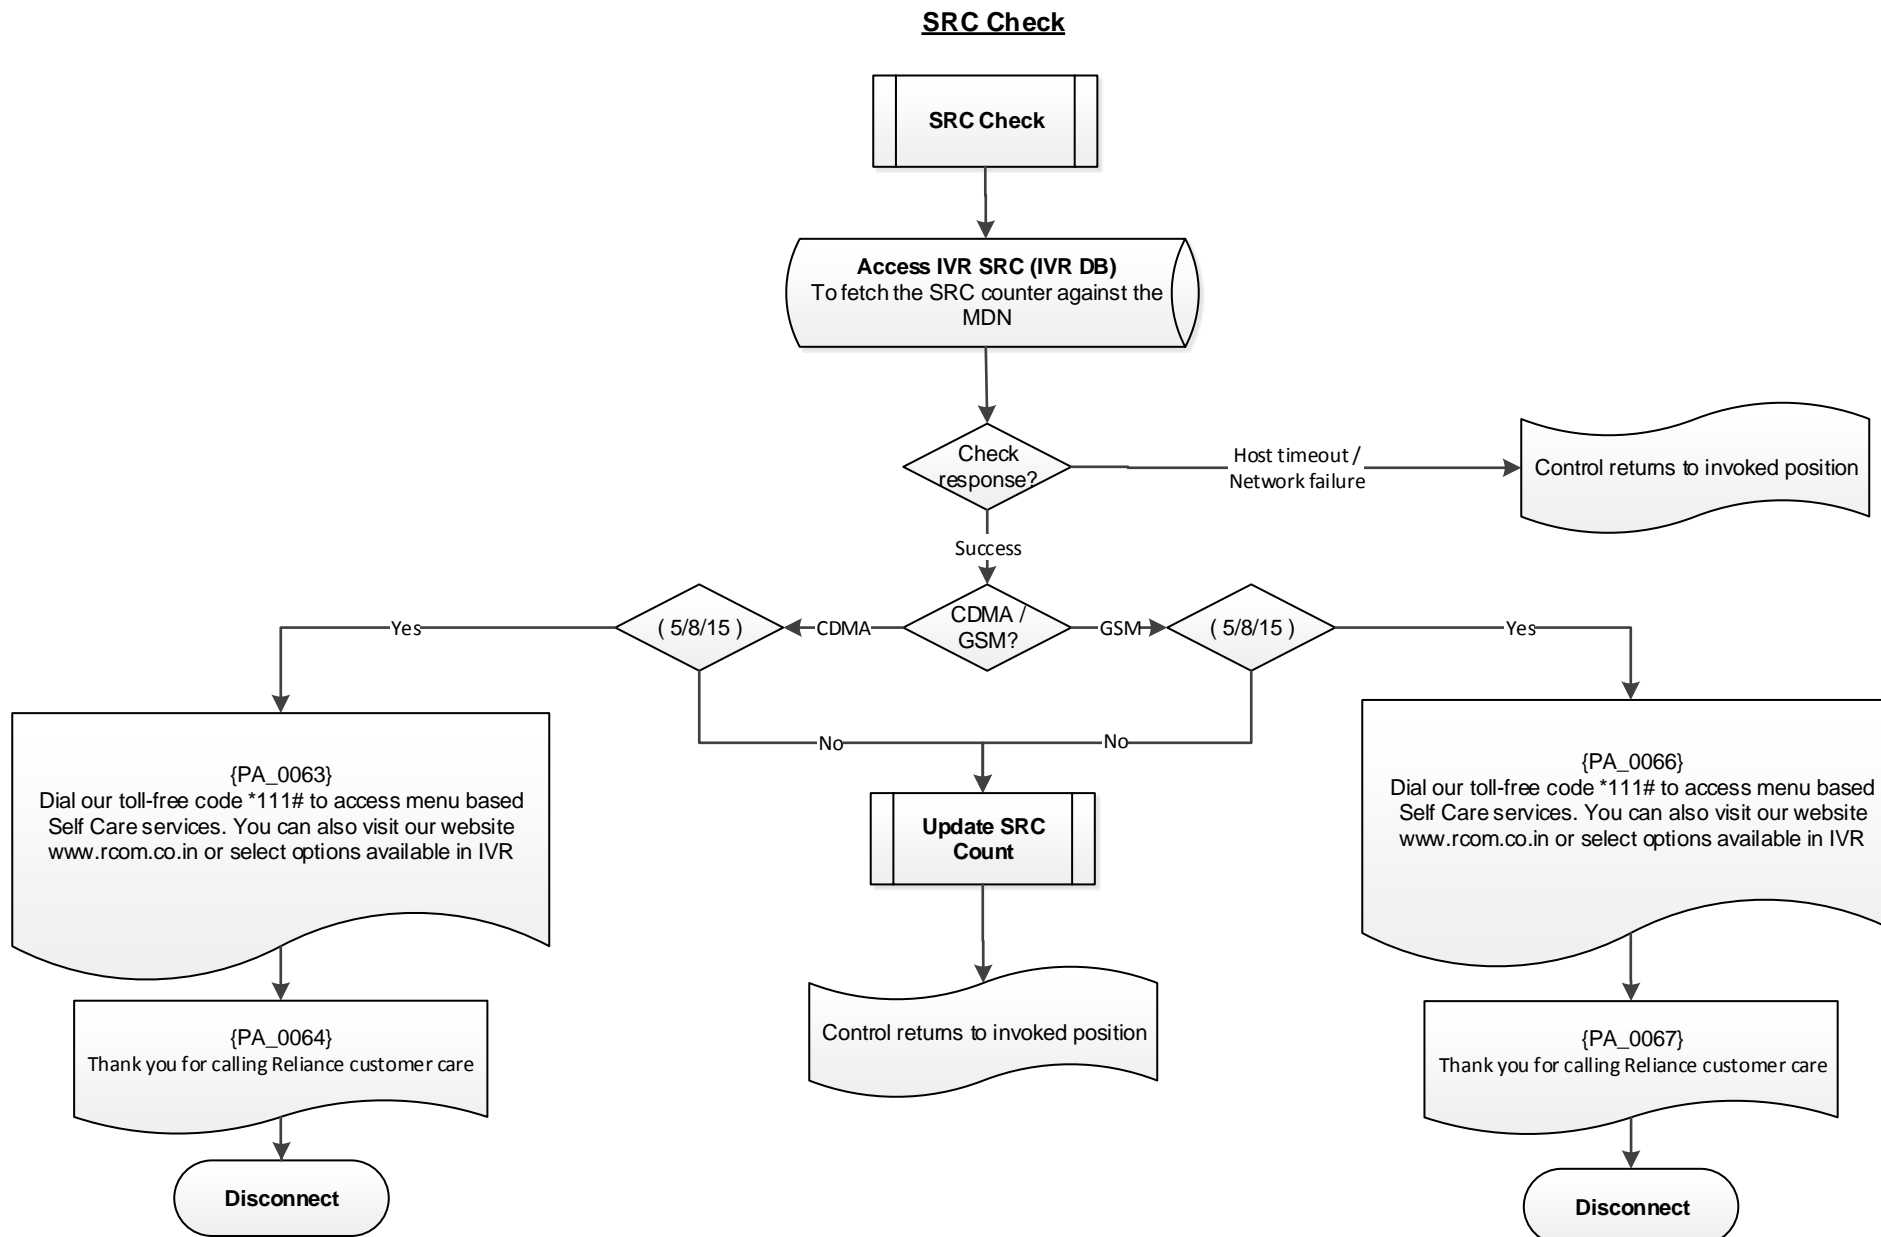 SRC Check
SRC Check
Access IVR SRC (IVR DB)
To fetch the SRC counter against the
MDN
Check
response?
Host timeout /
Network failure
Control returns to invoked position
Success
Yes
( 5/8/15 )
CDMA
CDMA /
GSM?
GSM
( 5/8/15 )
Yes
No
No
{PA_0063}
Dial our toll-free code *111# to access menu based
Self Care services. You can also visit our website
www.rcom.co.in or select options available in IVR
Update SRC
Count
{PA_0066}
Dial our toll-free code *111# to access menu based
Self Care services. You can also visit our website
www.rcom.co.in or select options available in IVR
{PA_0064}
Thank you for calling Reliance customer care
Control returns to invoked position
{PA_0067}
Thank you for calling Reliance customer care
Disconnect
Disconnect